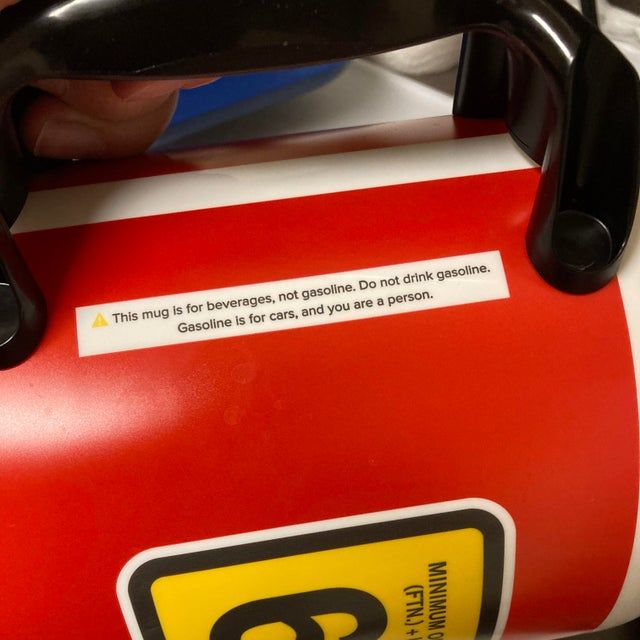 ⚠ This mug is for beverages, not gasoline. Do not drink gasoline.
Gasoline is for cars, and you are a person.
MINIMUM
(FTN.) +
6